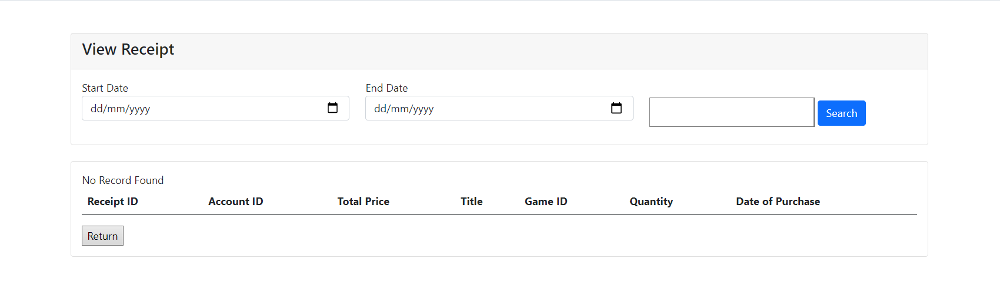 View Receipt
Start Date
End Date
dd/mm/yyyy
dd/mm/yyyy
Search
No Record Found
Receipt ID Account ID Total Price Title Game ID Quantity Date of Purchase
Return